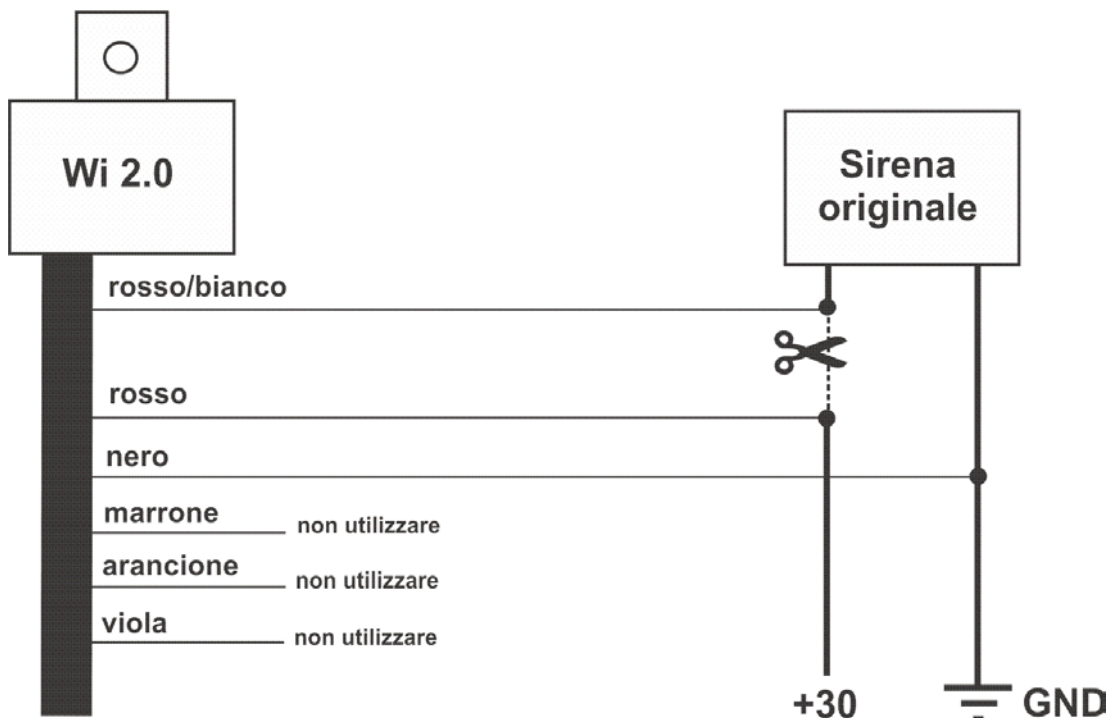 Wi 2.0
Sirena
originale
rosso/bianco
rosso
nero
marrone non utilizzare
arancione non utilizzare
viola non utilizzare
+30 GND